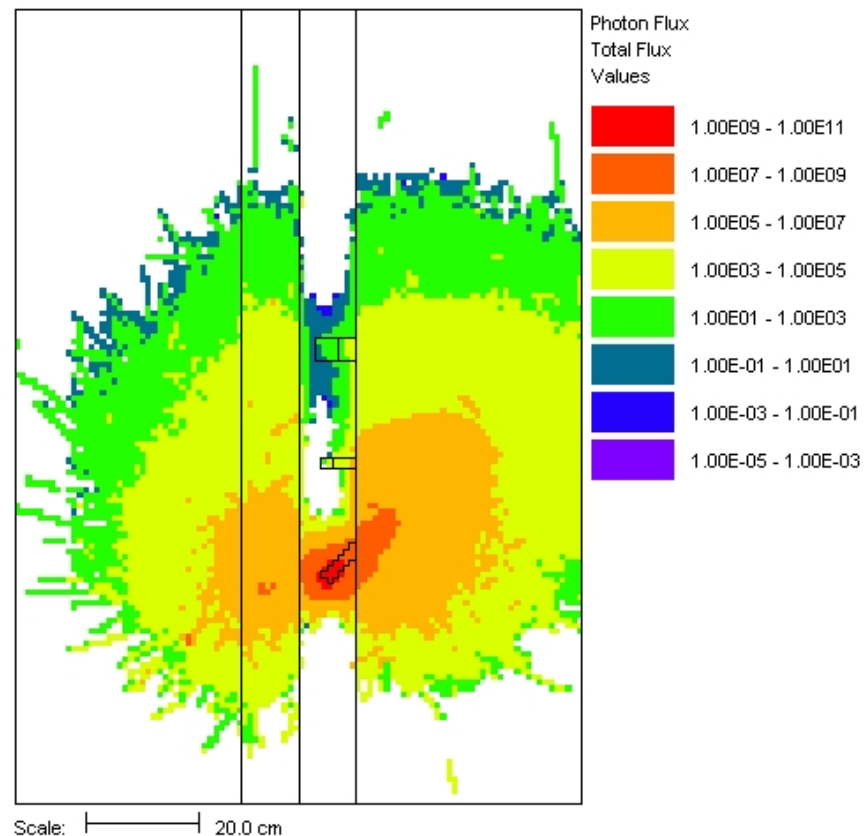 Photon Flux
Total Flux
Values
1.00E09 - 1.00E11
1.00E07 - 1.00E09
1.00E05 - 1.00E07
1.00E03 - 1.00E05
1.00E01 - 1.00E03
1.00E-01 - 1.00E01
1.00E-03 - 1.00E-01
1.00E-05 - 1.00E-03
Scale: 20.0 cm